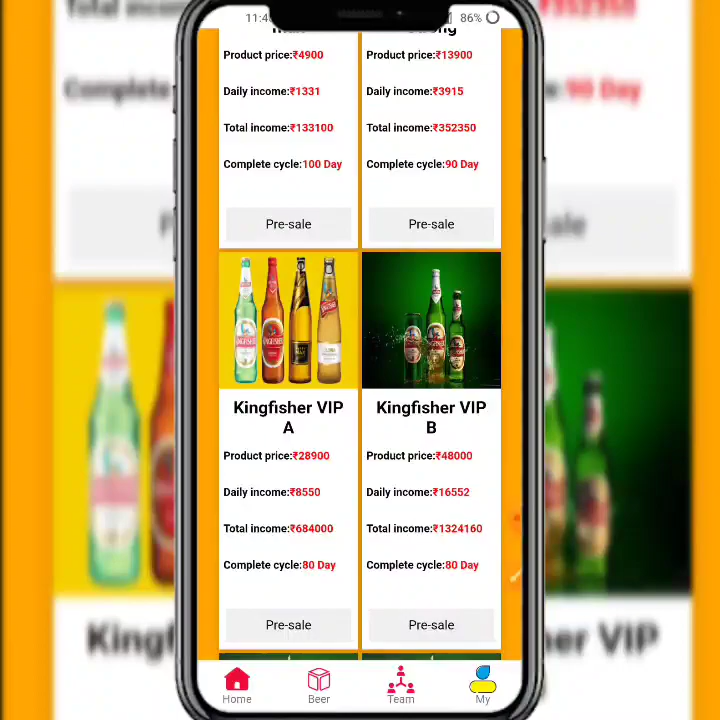 11:4
86%
Product price:₹4900
Product price:₹13900
Daily income:₹1331
Daily income:₹3915
Total income:₹133100
Total income:₹352350
Complete cycle:100 Day
Complete cycle:90 Day
Pre-sale
Pre-sale
Kingfisher VIP
A
Kingfisher VIP
B
Product price:₹28900
Product price:₹48000
Daily income:₹8550
Daily income:₹16552
Total income:₹684000
Total income:₹1324160
Complete cycle:80 Day
Complete cycle:80 Day
Pre-sale
Pre-sale
Home
Beer
Team
My